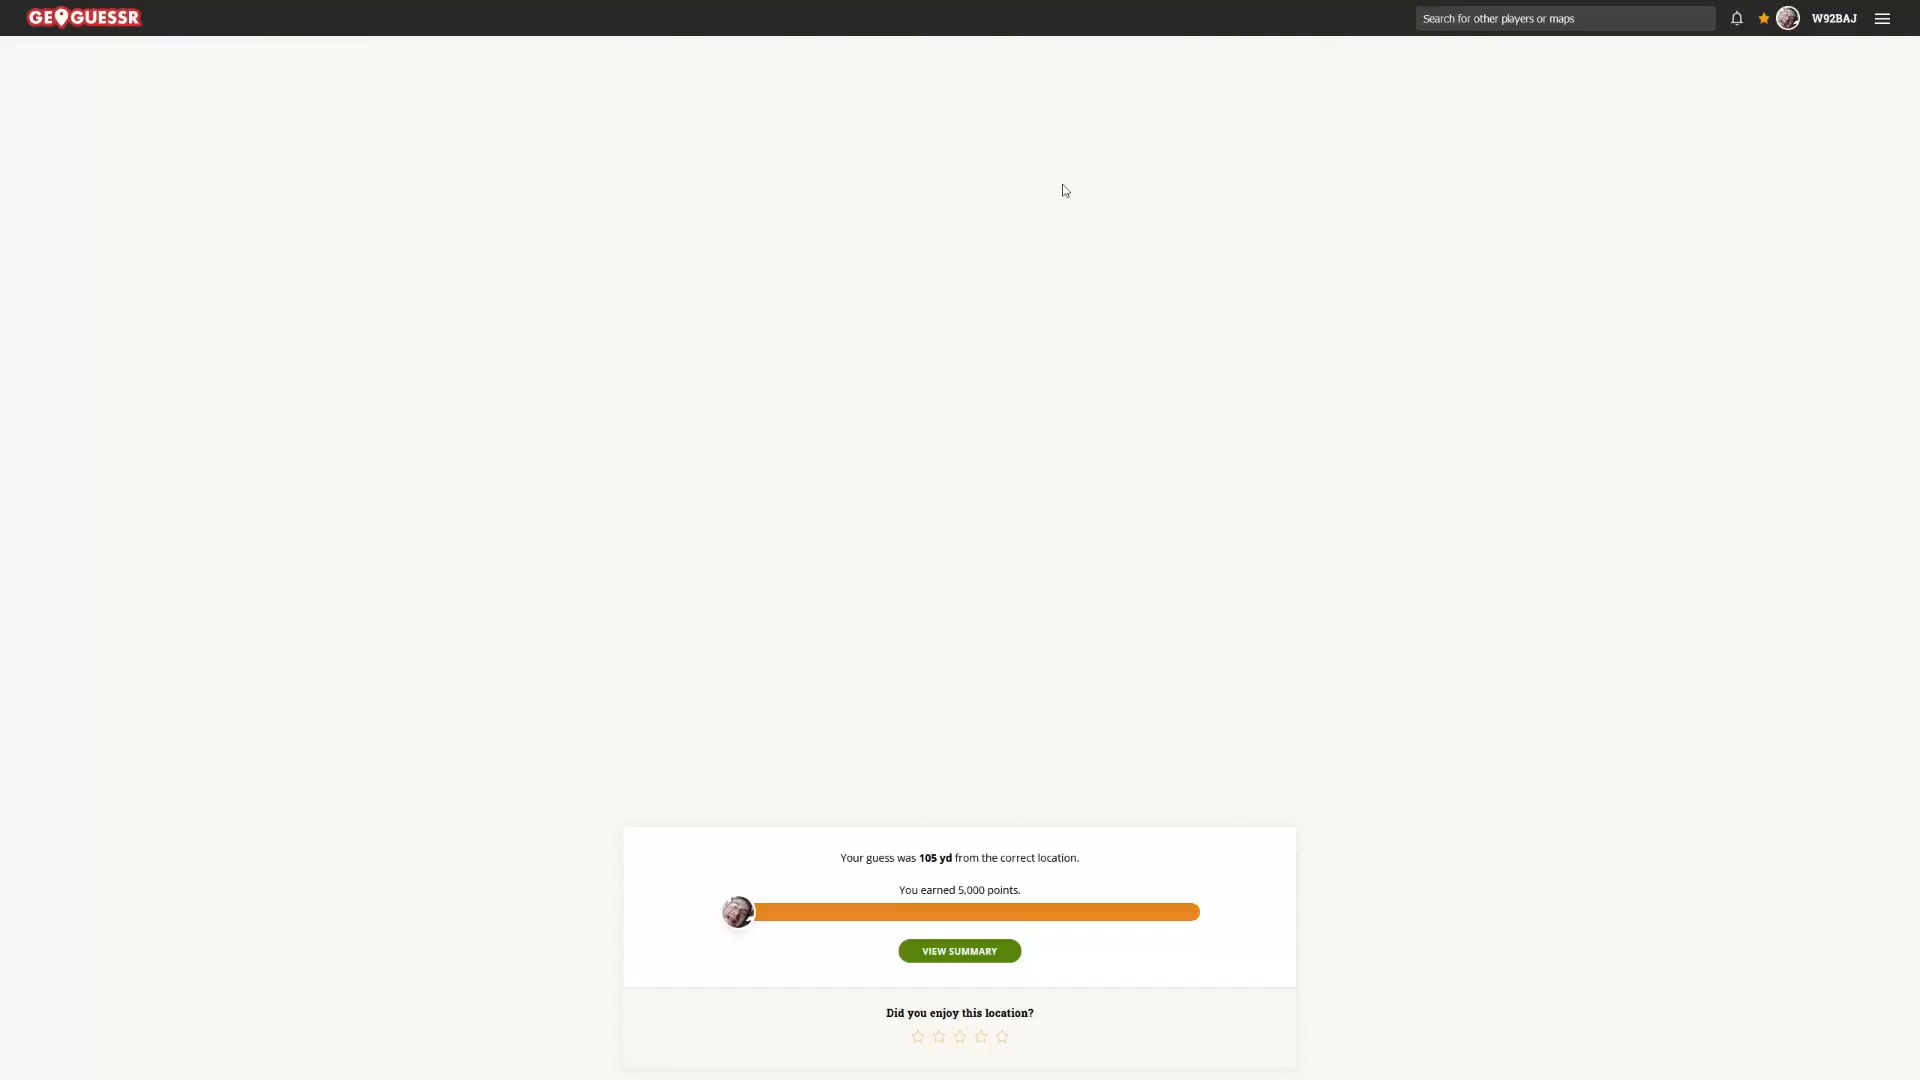 GEOGUESSR
Search for other players or maps
W92BAJ
Your guess was 105 yd from the correct location.
You earned 5,000 points.
VIEW SUMMARY
Did you enjoy this location?